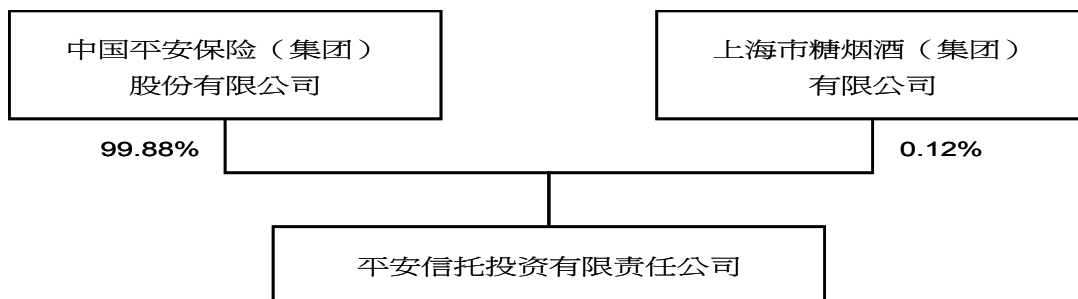 中国平安保险（集团）
股份有限公司
上海市糖烟酒（集团）
有限公司
99.88%
0.12%
平安信托投资有限责任公司